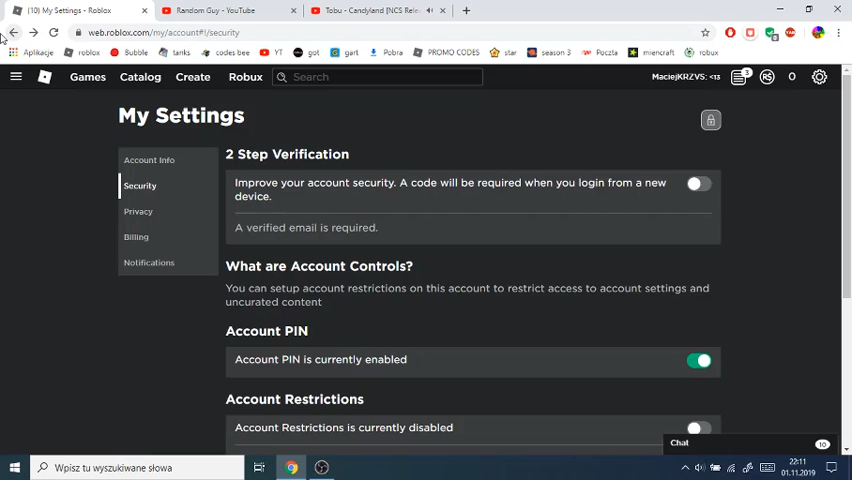 (10) My Settings - Roblox
Random Guy - YouTube
Tobu - Candyland [NCS Rele
web.roblox.com/my/account#!/security
Aplikacje
roblox
Bubble
tanks
codes bee
YT
got
gart
Pobra
PROMO CODES
star
season 3
Poczta
miencraft
robux
Games
Catalog
Create
Robux
Search
MaciejKRZVS: <13
3
R$
0
My Settings
Account Info
Security
Privacy
Billing
Notifications
2 Step Verification
Improve your account security. A code will be required when you login from a new
device.
A verified email is required.
What are Account Controls?
You can setup account restrictions on this account to restrict access to account settings and
uncurated content
Account PIN
Account PIN is currently enabled
Account Restrictions
Account Restrictions is currently disabled
Chat
10
Wpisz tu wyszukiwane słowa
22:11
01.11.2019